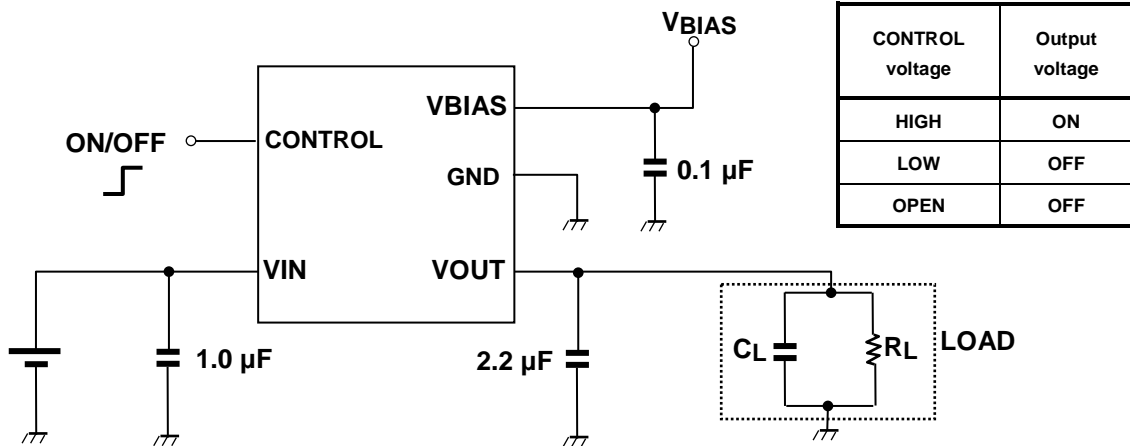 VBIAS
CONTROL voltage
Output voltage
HIGH
ON
LOW
OFF
OPEN
OFF
ON/OFF
CONTROL
VBIAS
GND
0.1 µF
VIN
VOUT
1.0 µF
2.2 µF
CL
RL
LOAD